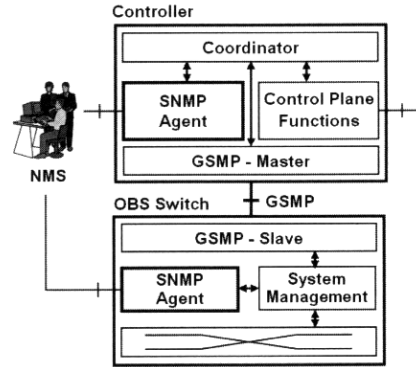 Controller
Coordinator
SNMP
Agent
Control Plane
Functions
GSMP - Master
NMS
GSMP
OBS Switch
GSMP - Slave
SNMP
Agent
System
Management